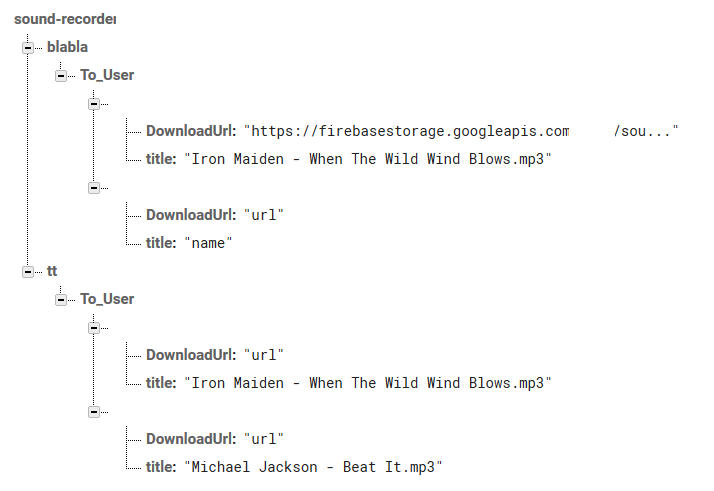 sound-recorder
blabla
To_User
DownloadUrl: "https://firebasestorage.googleapis.com /sou..."
title: "Iron Maiden - When The Wild Wind Blows.mp3"
DownloadUrl: "url"
title: "name"
tt
To_User
DownloadUrl: "url"
title: "Iron Maiden - When The Wild Wind Blows.mp3"
DownloadUrl: "url"
title: "Michael Jackson - Beat It.mp3"